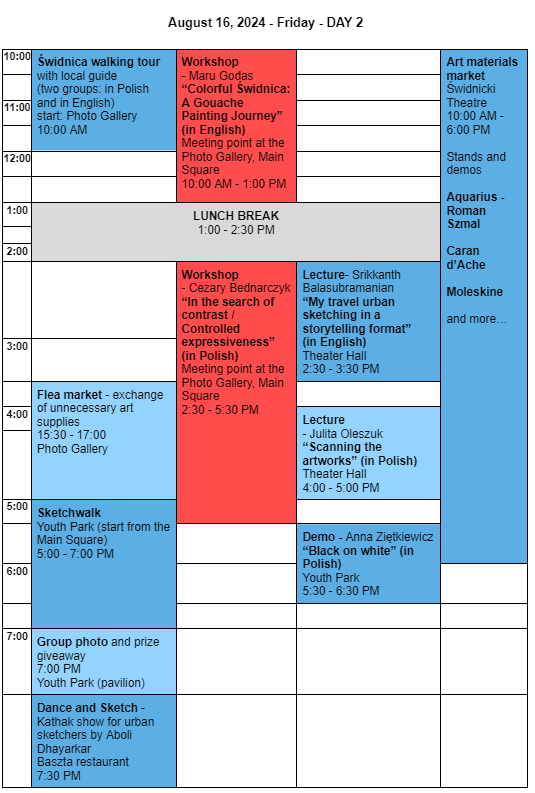 August 16, 2024 - Friday - DAY 2
10:00
11:00
12:00
1:00
2:00
3:00
4:00
5:00
6:00
7:00
Świdnica walking tour
with local guide
(two groups: in Polish
and in English)
start: Photo Gallery
10:00 AM
Workshop
- Maru Godas
“Colorful Świdnica:
A Gouache
Painting Journey”
(in English)
Meeting point at the
Photo Gallery, Main
Square
10:00 AM - 1:00 PM
Art materials
market
Świdnicki
Theatre
10:00 AM -
6:00 PM
Stands and
demos
Aquarius -
Roman
Szmal
Caran
d’Ache
Moleskine
and more…
LUNCH BREAK
1:00 - 2:30 PM
Workshop
- Cezary Bednarczyk
“In the search of
contrast /
Controlled
expressiveness”
(in Polish)
Meeting point at the
Photo Gallery, Main
Square
2:30 - 5:30 PM
Lecture- Srikkanth
Balasubramanian
“My travel urban
sketching in a
storytelling format”
(in English)
Theater Hall
2:30 - 3:30 PM
Flea market - exchange
of unnecessary art
supplies
15:30 - 17:00
Photo Gallery
Lecture
- Julita Oleszuk
“Scanning the
artworks” (in Polish)
Theater Hall
4:00 - 5:00 PM
Sketchwalk
Youth Park (start from the
Main Square)
5:00 - 7:00 PM
Demo - Anna Ziętkiewicz
“Black on white” (in
Polish)
Youth Park
5:30 - 6:30 PM
Group photo and prize
giveaway
7:00 PM
Youth Park (pavilion)
Dance and Sketch -
Kathak show for urban
sketchers by Aboli
Dhayarkar
Baszta restaurant
7:30 PM